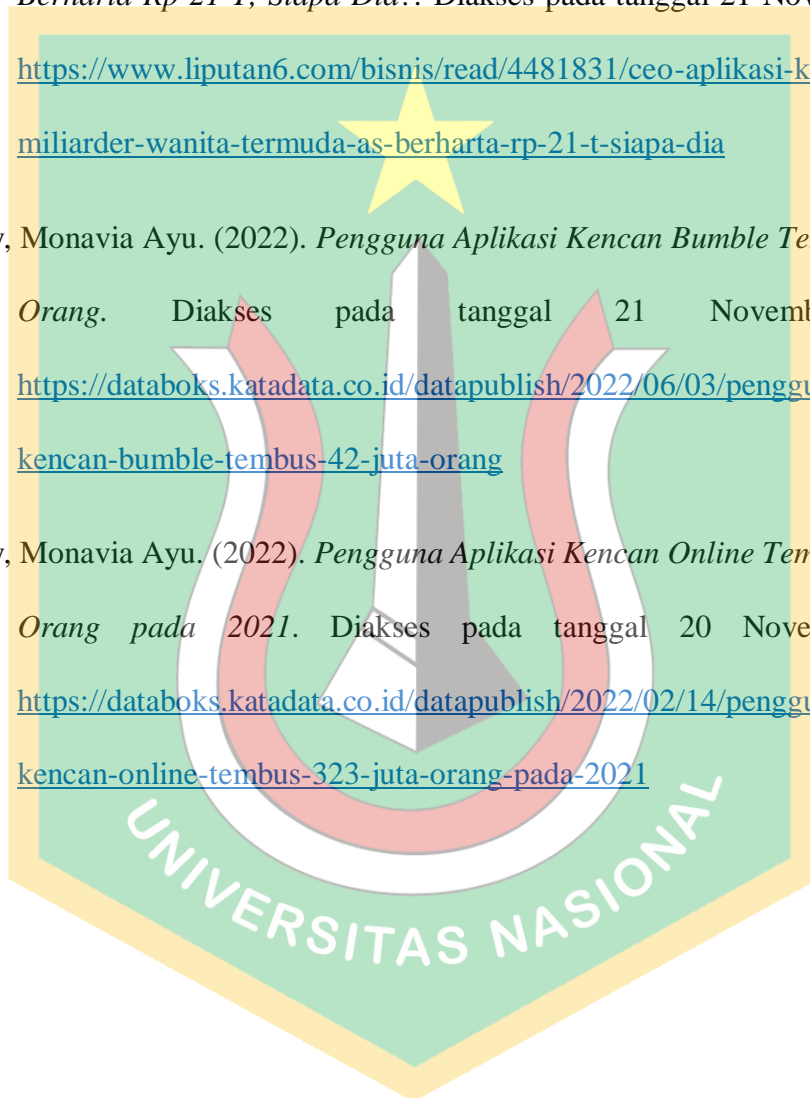 Berharta Rp 21 T, Siapa Dia?. Diakses pada tanggal 21 Nov
https://www.liputan6.com/bisnis/read/4481831/ceo-aplikasi-k
miliarder-wanita-termuda-as-berharta-rp-21-t-siapa-dia
, Monavia Ayu. (2022). Pengguna Aplikasi Kencan Bumble Te
Orang. Diakses pada tanggal 21 Novemb
https://databoks.katadata.co.id/datapublish/2022/06/03/penggu
kencan-bumble-tembus-42-juta-orang
, Monavia Ayu. (2022). Pengguna Aplikasi Kencan Online Tem
Orang pada 2021. Diakses pada tanggal 20 Nove
https://databoks.katadata.co.id/datapublish/2022/02/14/penggu
kencan-online-tembus-323-juta-orang-pada-2021
UNIVERSITAS NASIONAL